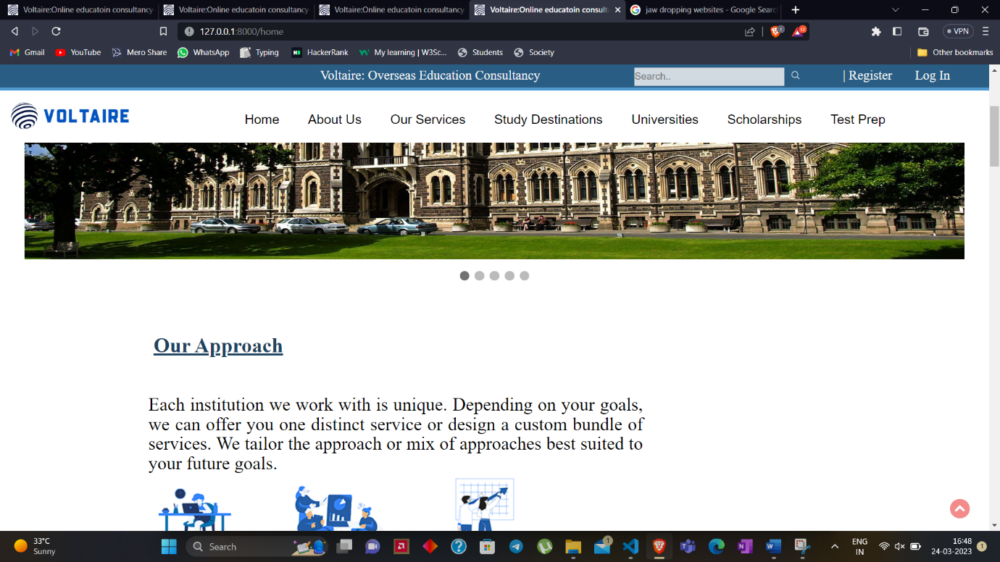 Voltaire:Online educatoin consultancy
Voltaire:Online educatoin consultancy
Voltaire:Online educatoin consultancy
Voltaire:Online educatoin consult
jaw dropping websites - Google Searc
127.0.0.1:8000/home
1
12
VPN
Gmail
YouTube
Mero Share
WhatsApp
Typing
HackerRank
My learning | W3Sc...
Students
Society
Other bookmarks
Voltaire: Overseas Education Consultancy
Search..
| Register
Log In
VOLTAIRE
Home
About Us
Our Services
Study Destinations
Universities
Scholarships
Test Prep
Our Approach
Each institution we work with is unique. Depending on your goals,
we can offer you one distinct service or design a custom bundle of
services. We tailor the approach or mix of approaches best suited to
your future goals.
33°C
Sunny
Search
1
ENG
IN
16:48
24-03-2023
1